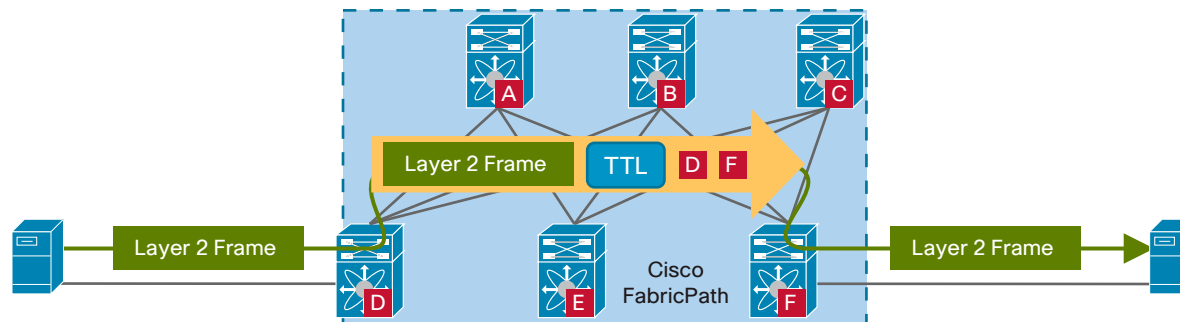 A
B
C
Layer 2 Frame
TTL
D
F
Layer 2 Frame
Layer 2 Frame
Cisco
FabricPath
D
E
F